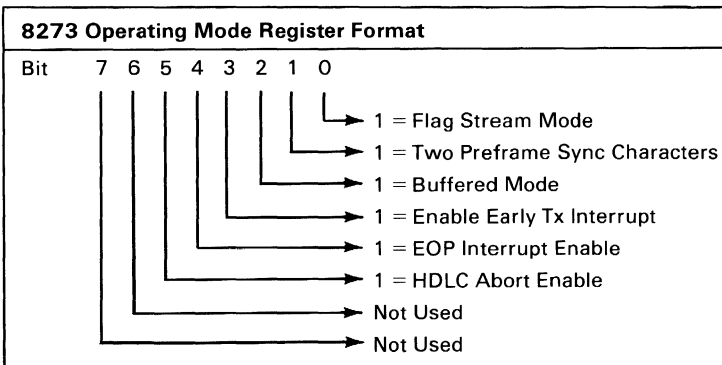 8273 Operating Mode Register Format
Bit 7 6 5 4 3 2 1 0
1 = Flag Stream Mode
1 = Two Preframe Sync Characters
1 = Buffered Mode
1 = Enable Early Tx Interrupt
1 = EOP Interrupt Enable
1 = HDLC Abort Enable
Not Used
Not Used